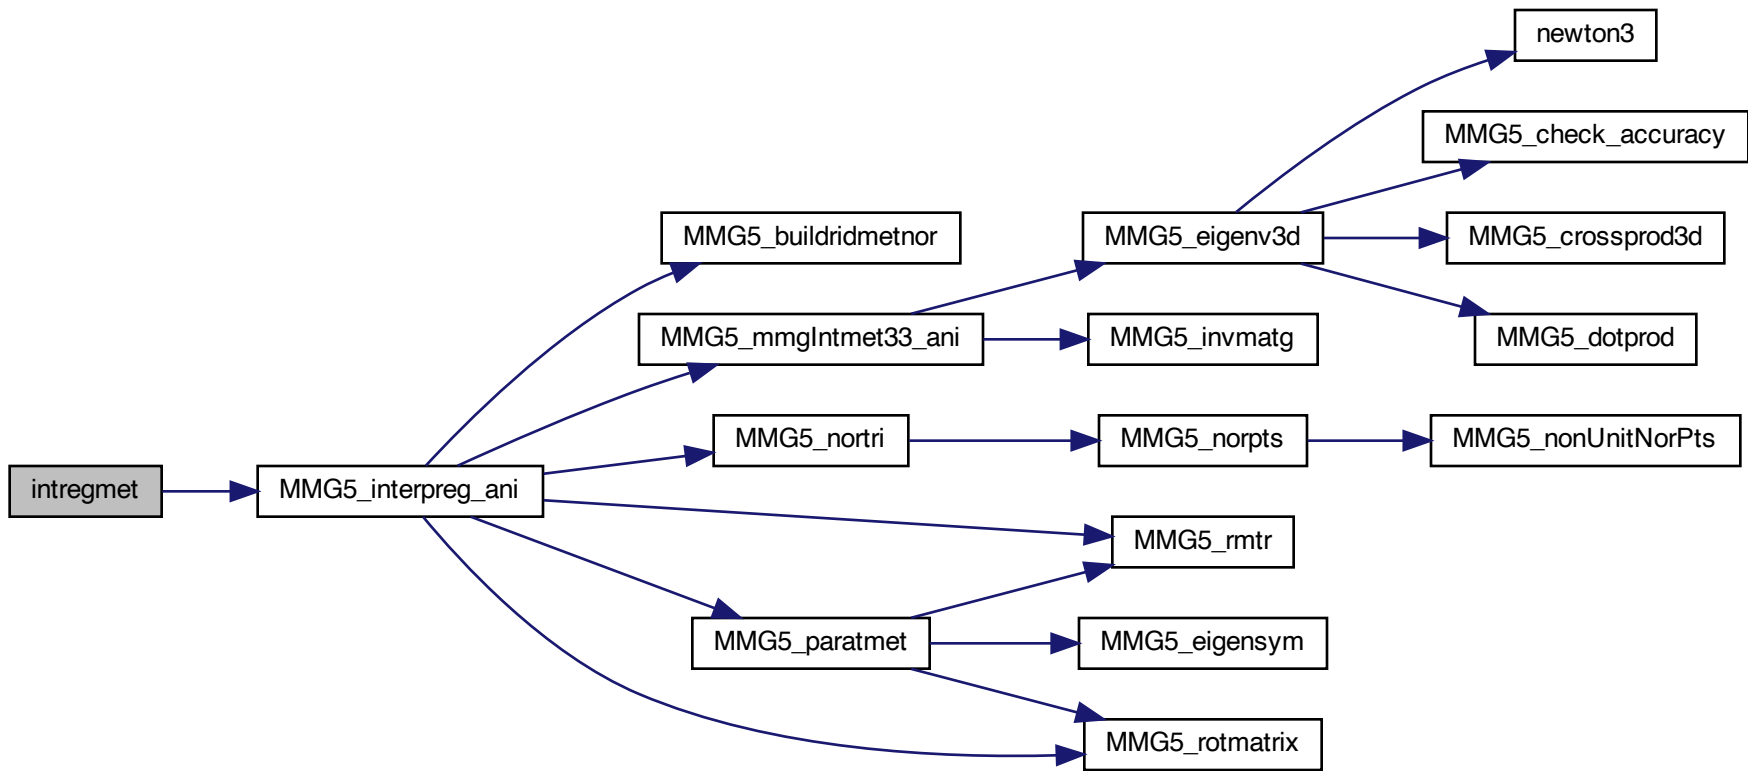 newton3
MMG5_check_accuracy
MMG5_buildridmetnor
MMG5_eigenv3d
MMG5_crossprod3d
MMG5_mmgIntmet33_ani
MMG5_invmatg
MMG5_dotprod
MMG5_nortri
MMG5_norpts
MMG5_nonUnitNorPts
intregmet
MMG5_interpreg_ani
MMG5_rmtr
MMG5_paratmet
MMG5_eigensym
MMG5_rotmatrix